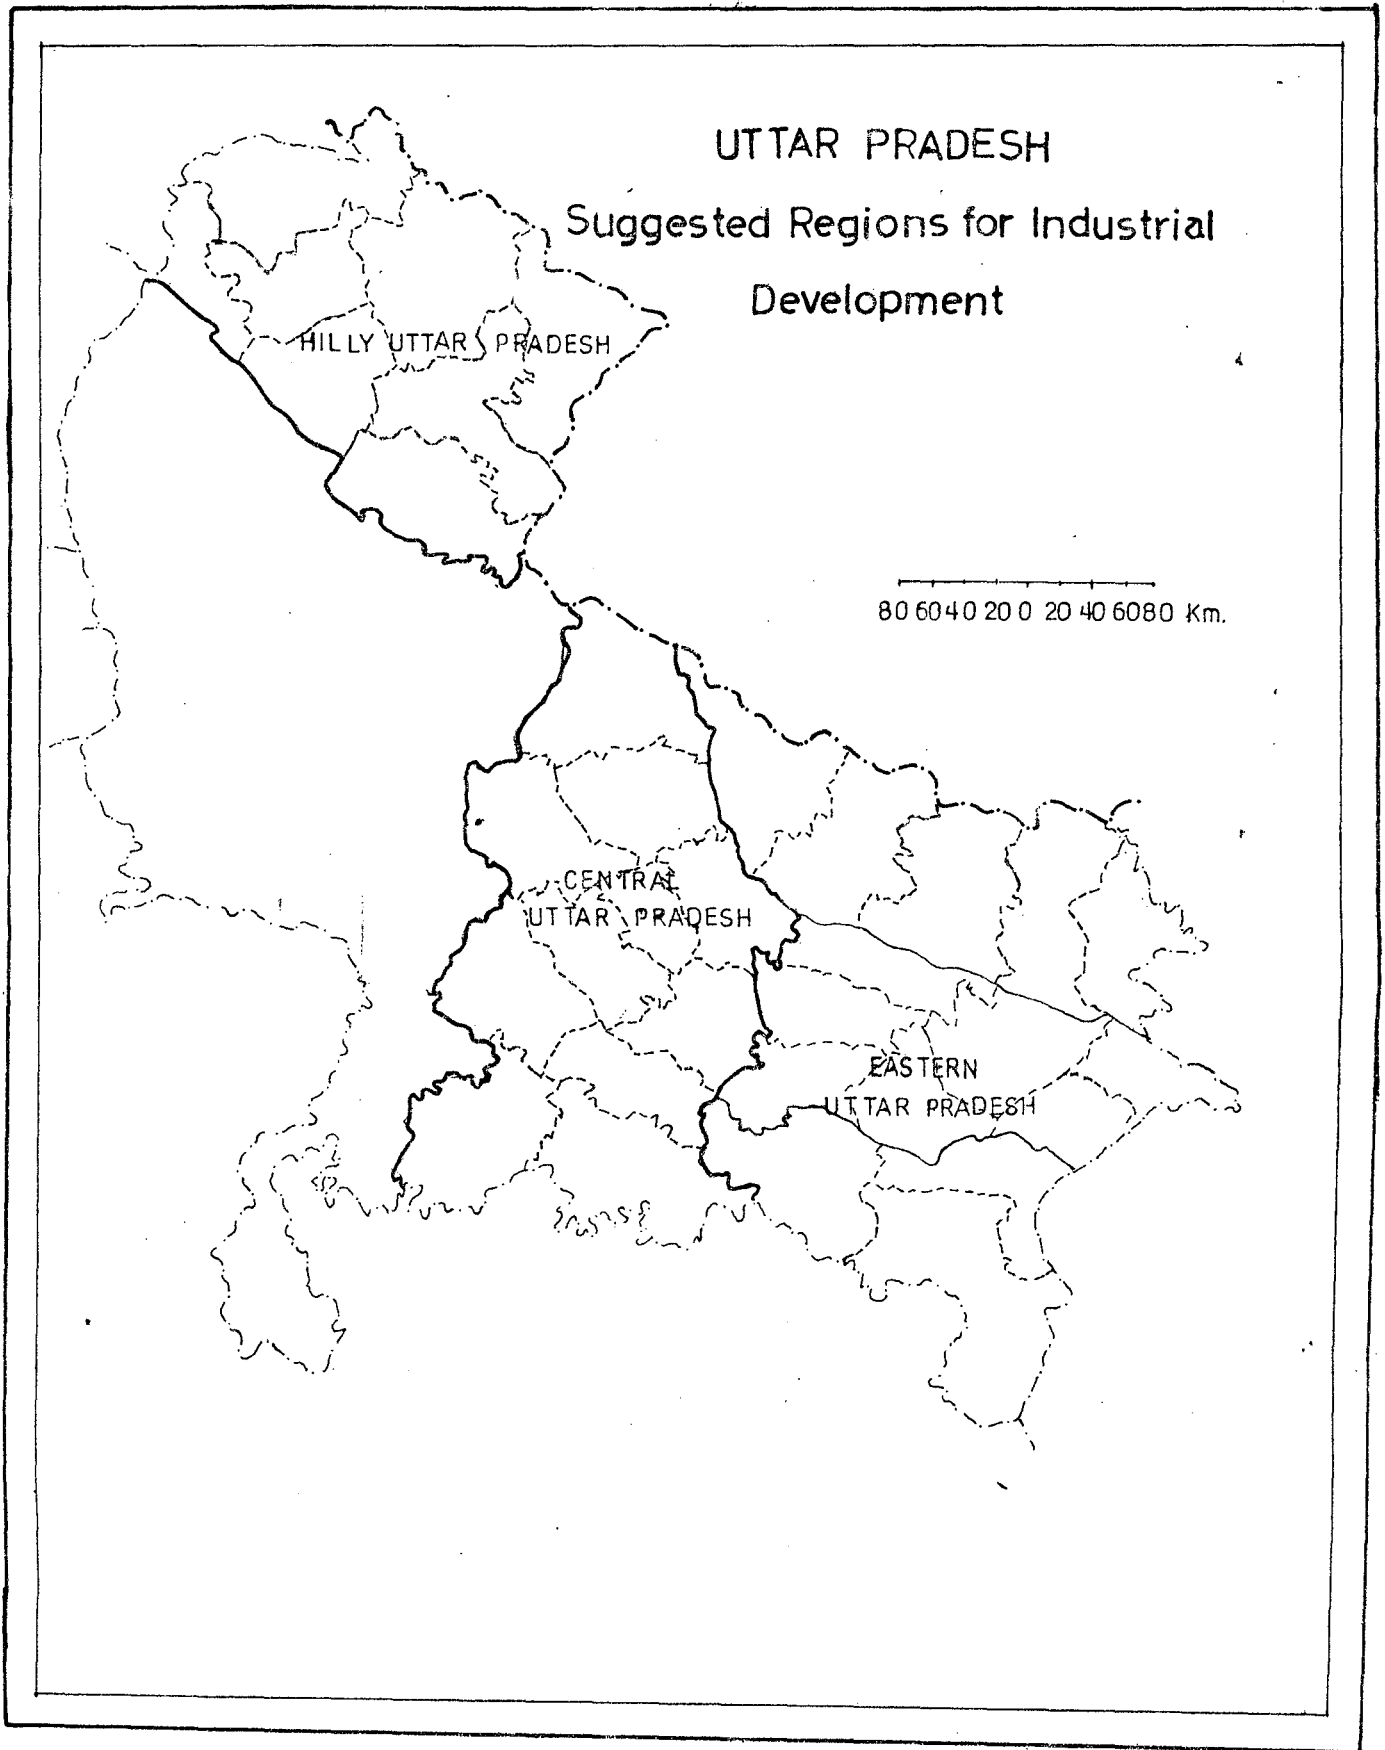 UTTAR PRADESH
Suggested Regions for Industrial
Development
HILLY UTTAR PRADESH
80 60 40 20 0 20 40 60 80 Km.
CENTRAL
UTTAR PRADESH
EASTERN
UTTAR PRADESH